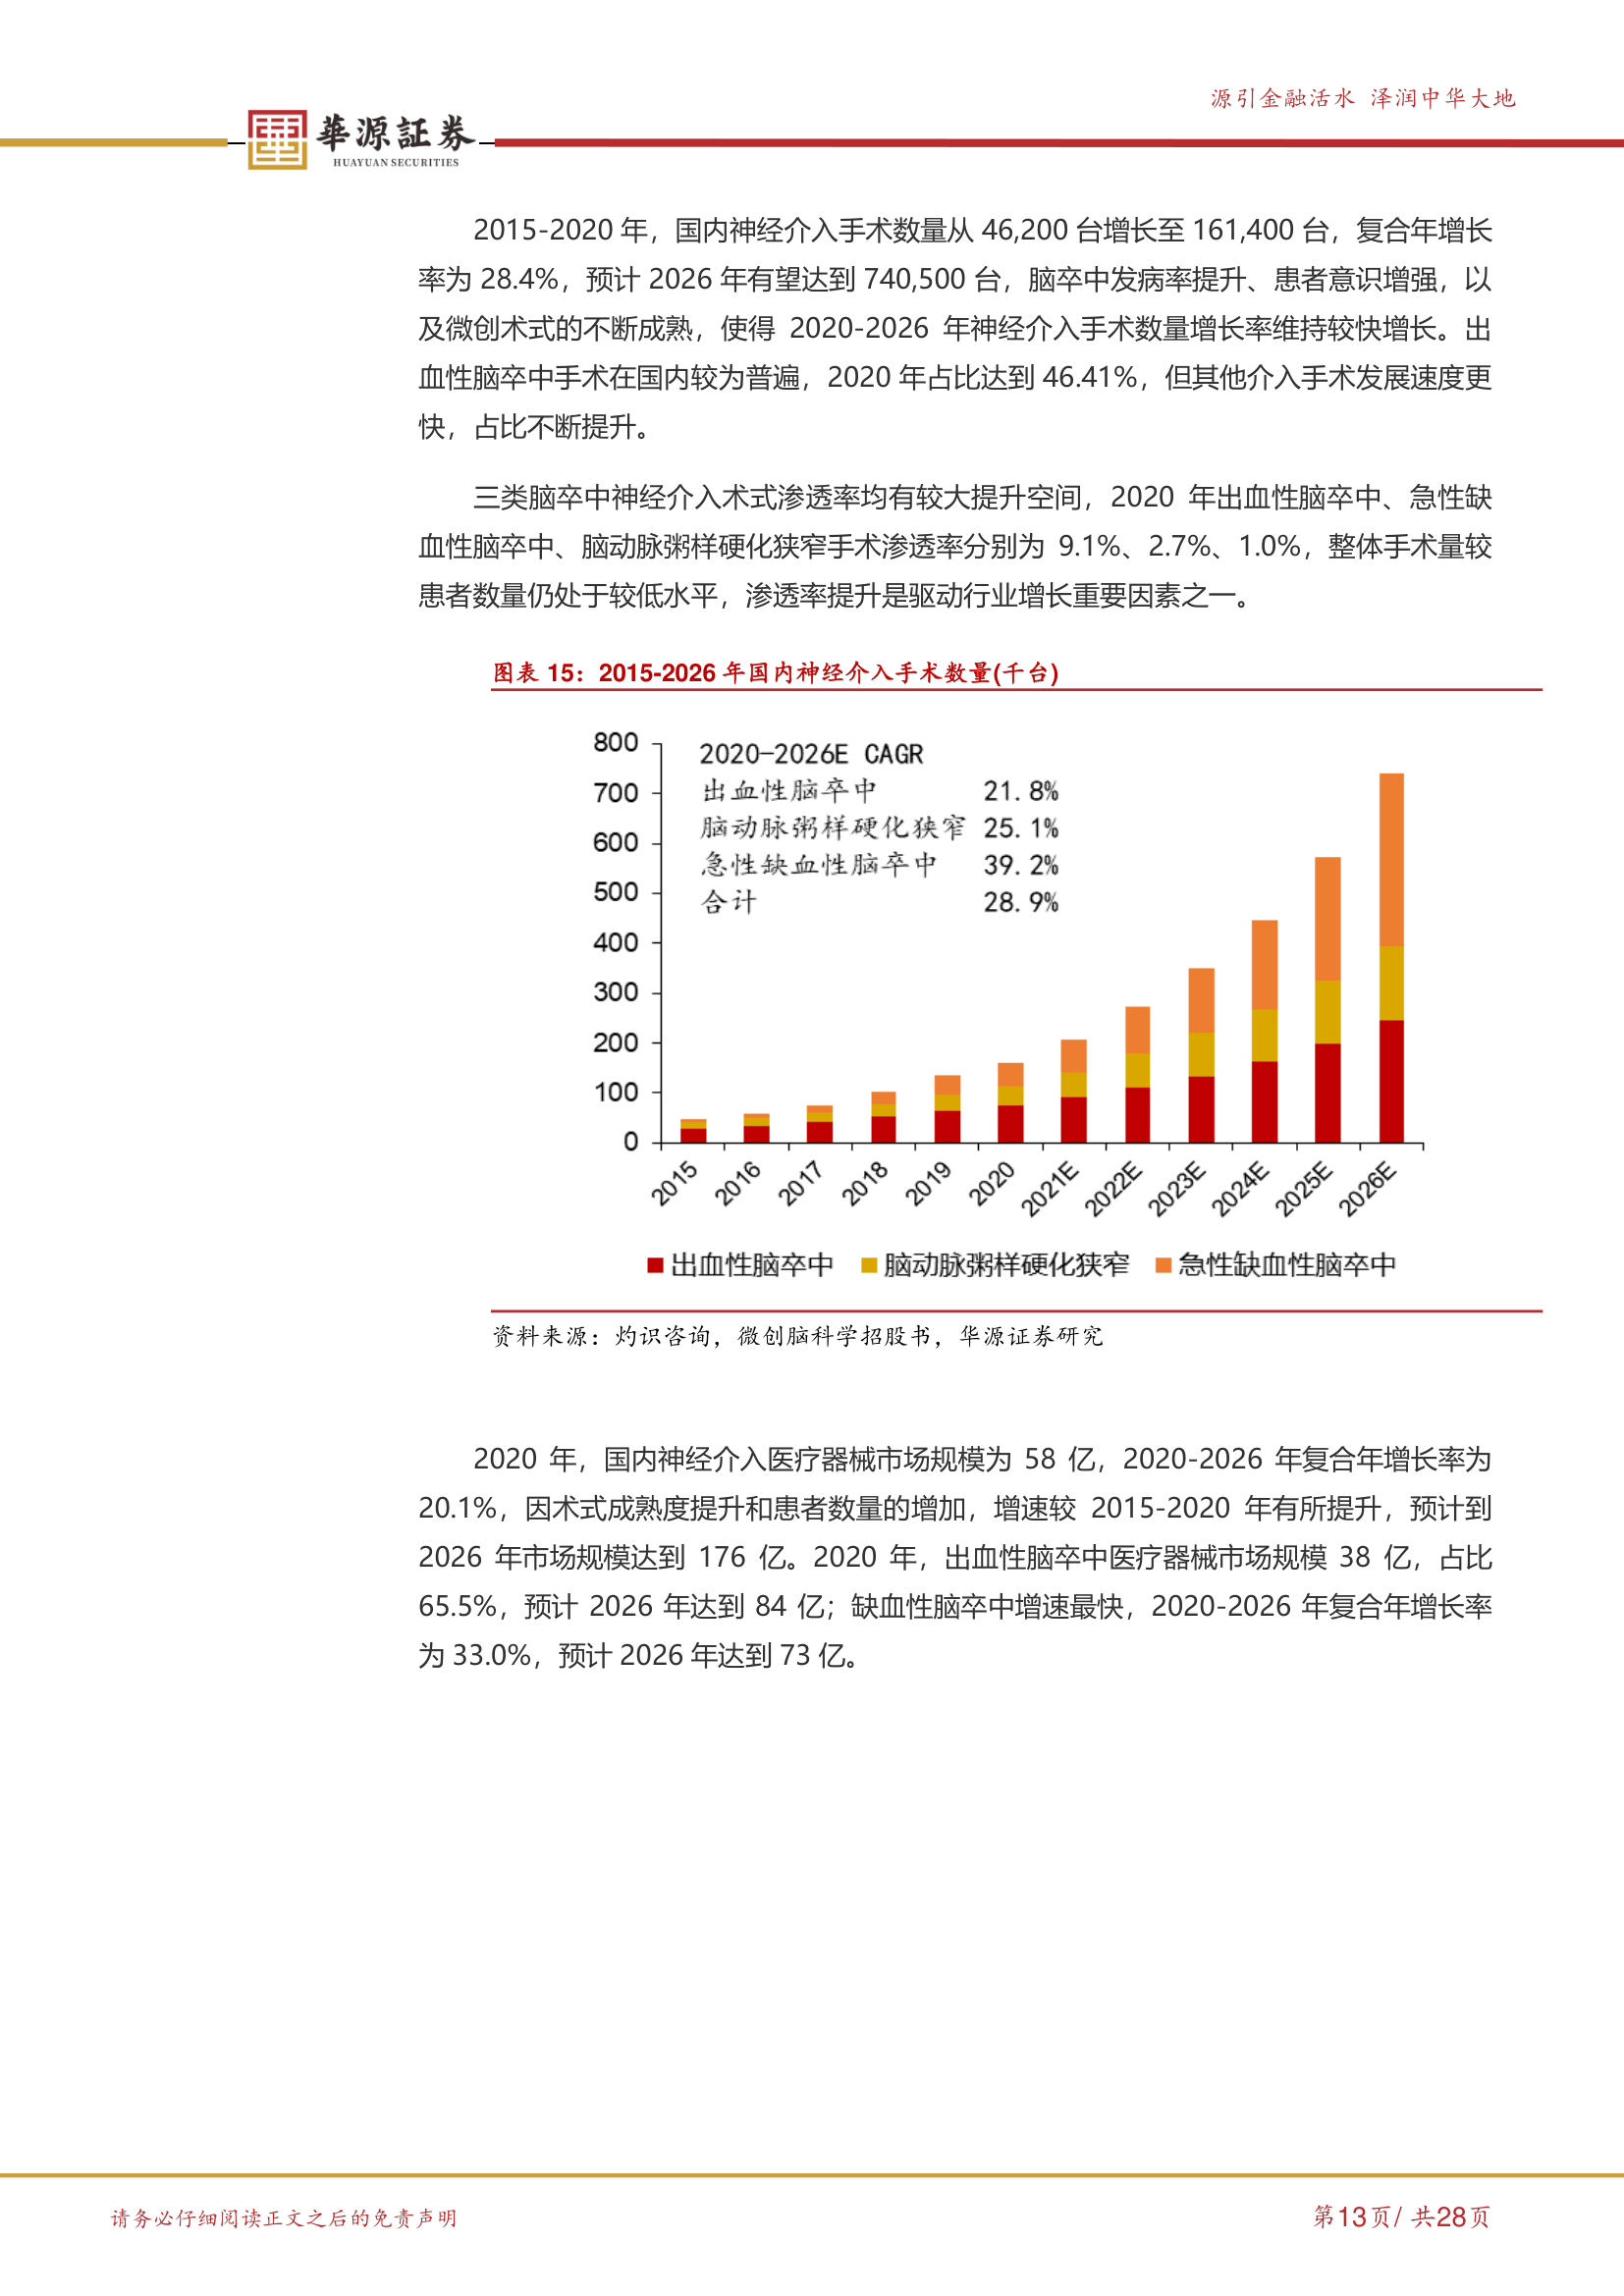 源引金融活水 泽润中华大地
華源証券
HUAYUAN SECURITIES
2015-2020 年，国内神经介入手术数量从 46,200 台增长至 161,400 台，复合年增长
率为 28.4%，预计 2026 年有望达到 740,500 台，脑卒中发病率提升、患者意识增强，以
及微创术式的不断成熟，使得 2020-2026 年神经介入手术数量增长率维持较快增长。出
血性脑卒中手术在国内较为普遍，2020 年占比达到 46.41%，但其他介入手术发展速度更
快，占比不断提升。
三类脑卒中神经介入术式渗透率均有较大提升空间，2020 年出血性脑卒中、急性缺
血性脑卒中、脑动脉粥样硬化狭窄手术渗透率分别为 9.1%、2.7%、1.0%，整体手术量较
患者数量仍处于较低水平，渗透率提升是驱动行业增长重要因素之一。
图表 15：2015-2026 年国内神经介入手术数量(千台)
800
700
600
500
400
300
200
100
0
2020-2026E CAGR
出血性脑卒中 21.8%
脑动脉粥样硬化狭窄 25.1%
急性缺血性脑卒中 39.2%
合计 28.9%
2015 2016 2017 2018 2019 2020 2021E 2022E 2023E 2024E 2025E 2026E
出血性脑卒中 脑动脉粥样硬化狭窄 急性缺血性脑卒中
资料来源：灼识咨询，微创脑科学招股书，华源证券研究
2020 年，国内神经介入医疗器械市场规模为 58 亿，2020-2026 年复合年增长率为
20.1%，因术式成熟度提升和患者数量的增加，增速较 2015-2020 年有所提升，预计到
2026 年市场规模达到 176 亿。2020 年，出血性脑卒中医疗器械市场规模 38 亿，占比
65.5%，预计 2026 年达到 84 亿；缺血性脑卒中增速最快，2020-2026 年复合年增长率
为 33.0%，预计 2026 年达到 73 亿。
请务必仔细阅读正文之后的免责声明
第13页/ 共28页